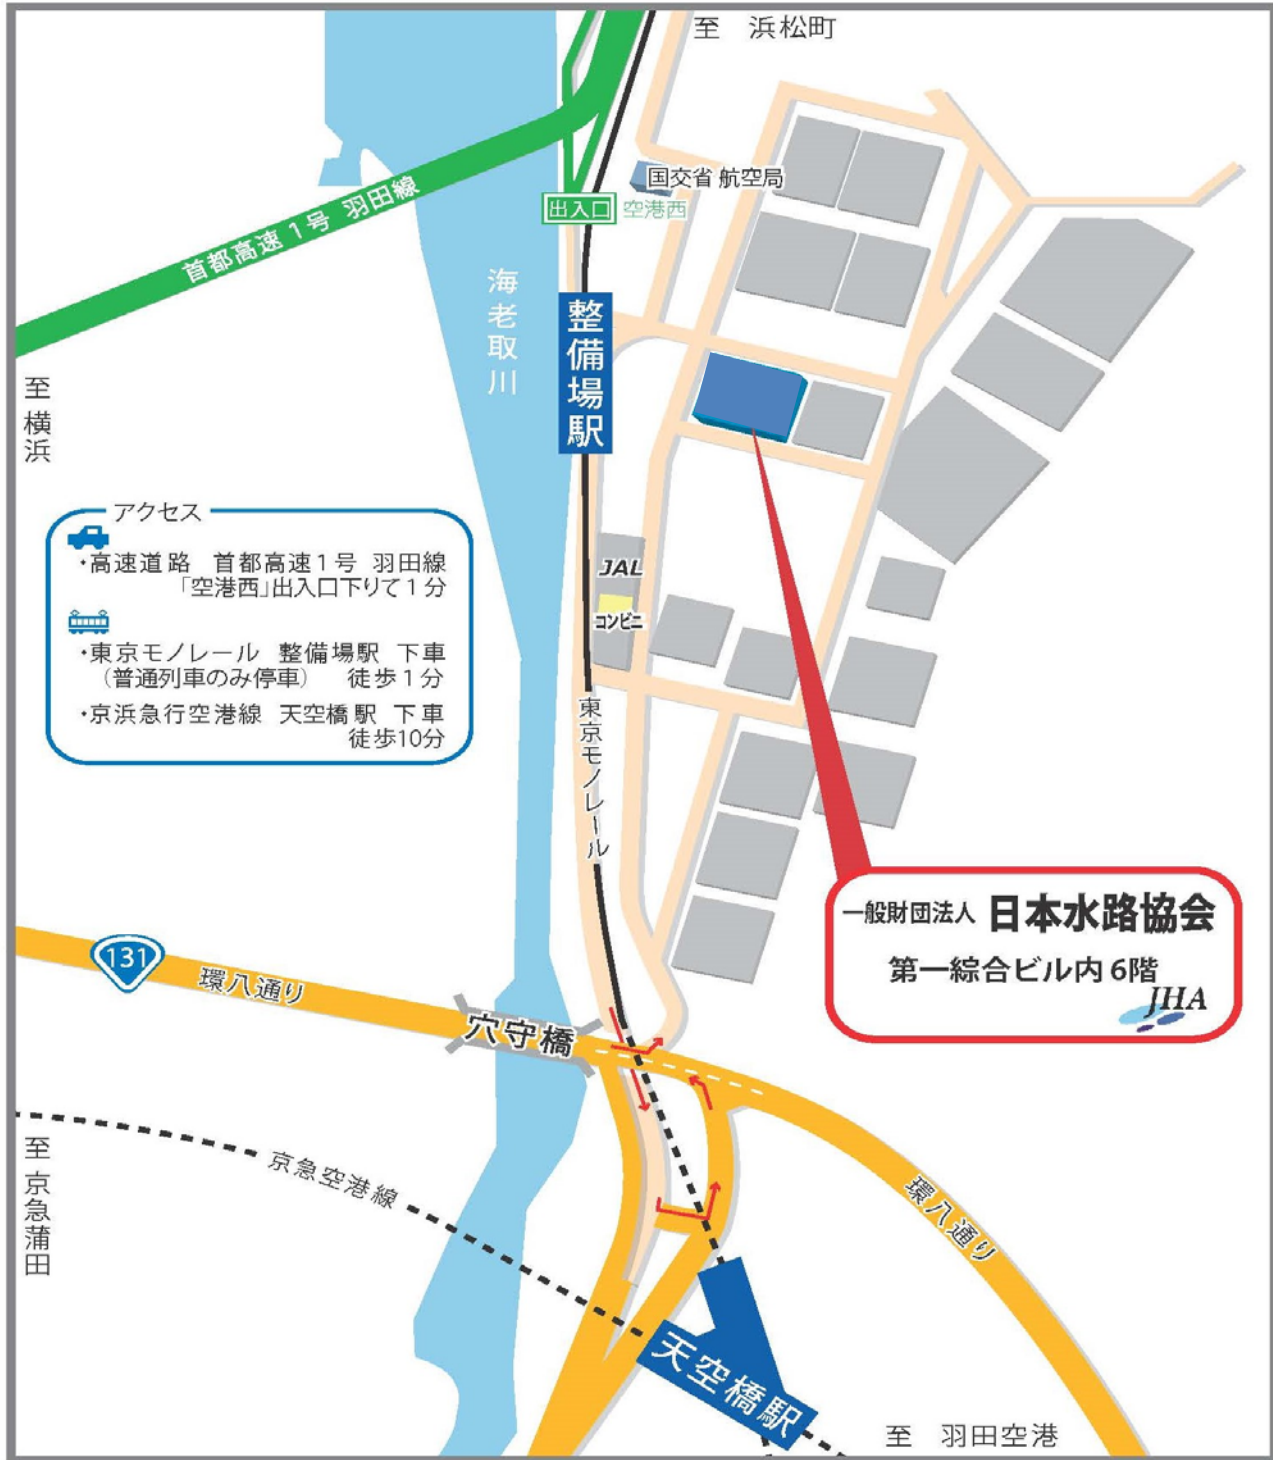 至 浜松町
国交省 航空局
出入口 空港西
首都高速1号 羽田線
海老取川
整備場駅
至 横浜
アクセス
・高速道路 首都高速1号 羽田線
「空港西」出入口下りて1分
・東京モノレール 整備場駅 下車
（普通列車のみ停車） 徒歩1分
・京浜急行空港線 天空橋駅 下車
徒歩10分
JAL
コンビニ
東京モノレール
一般財団法人 日本水路協会
第一綜合ビル内 6階
JHA
131
環八通り
穴守橋
至 京急蒲田
京急空港線
環八通り
天空橋駅
至 羽田空港